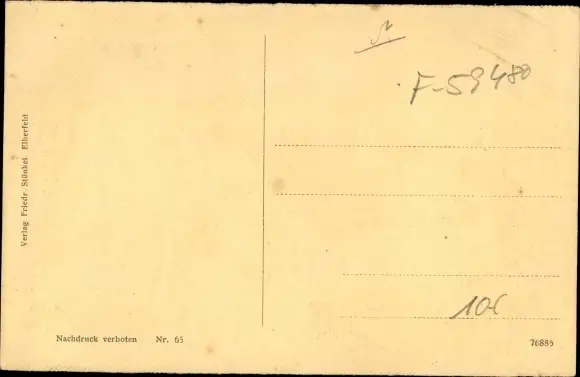 F-59480
Verlag Friedr. Stünkel. Elberfeld
10€
Nachdruck verboten Nr. 65
76885